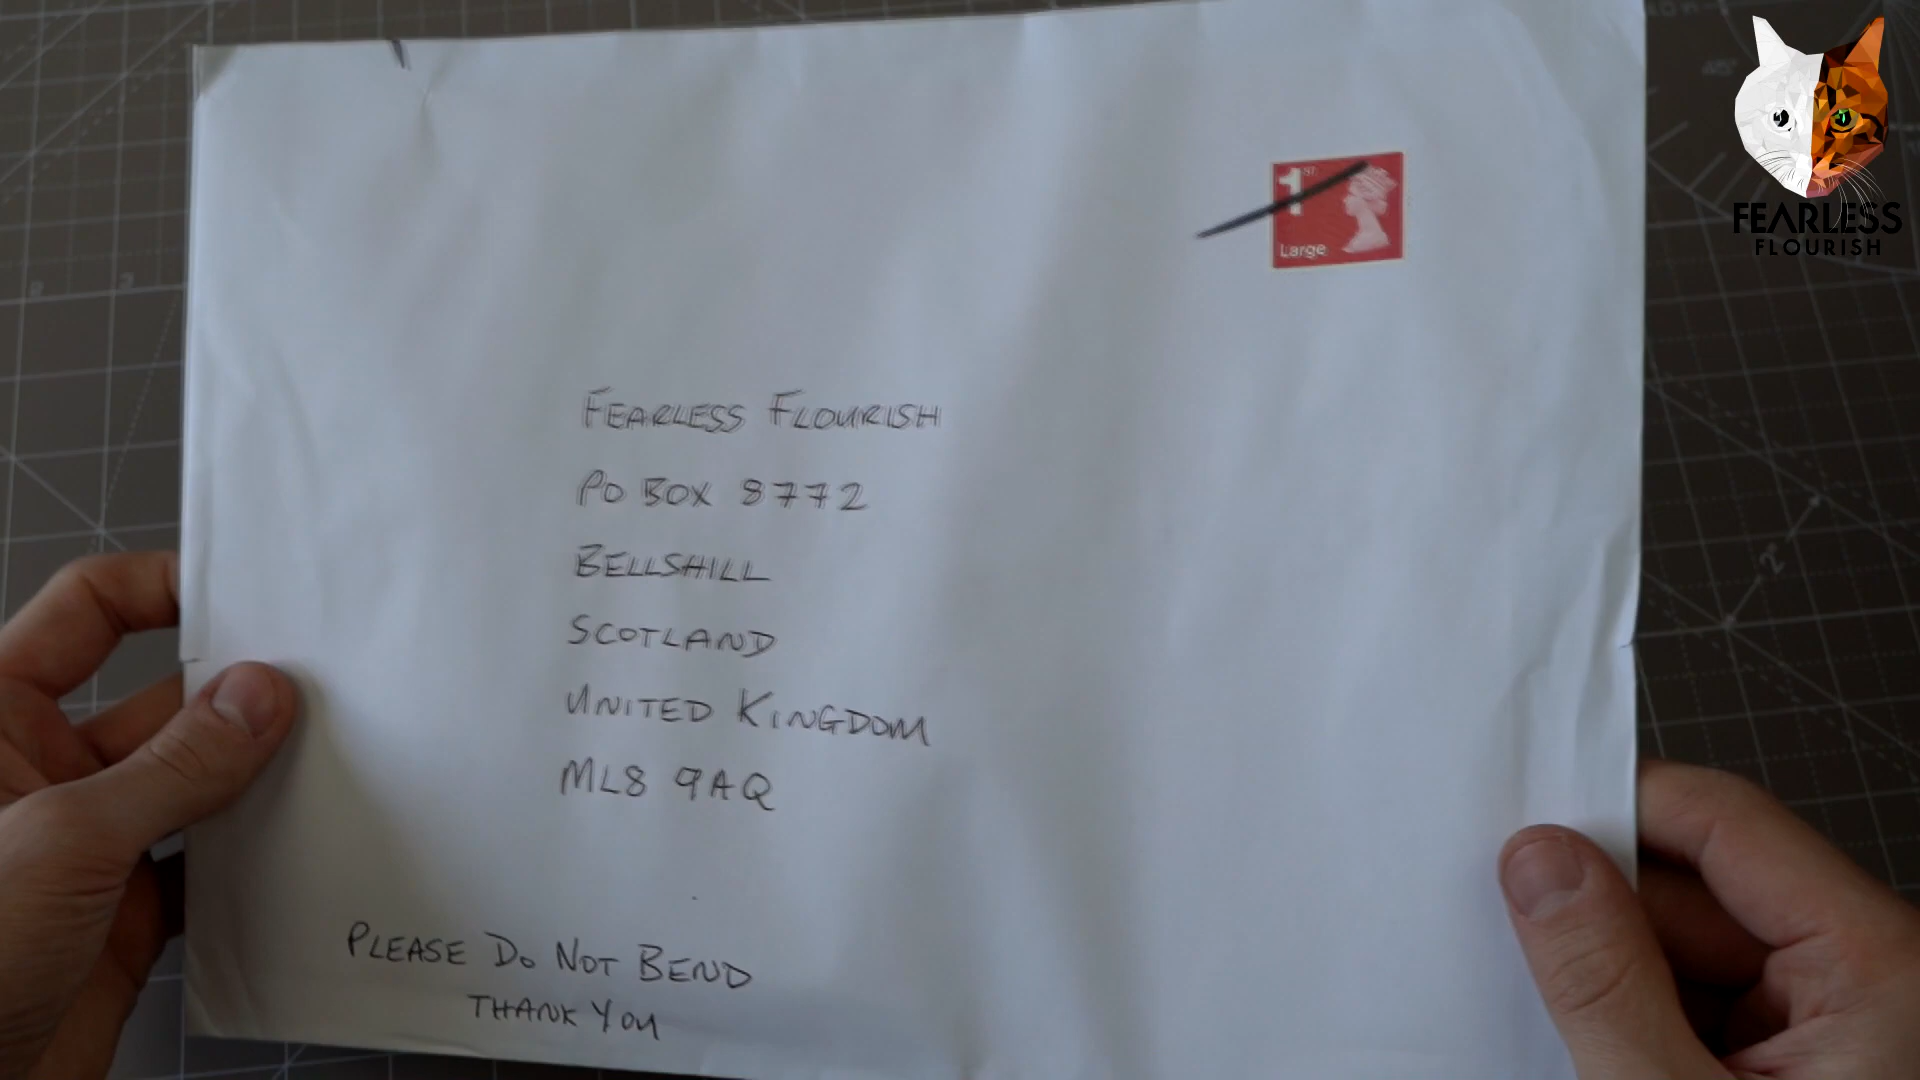 1ST
Large
FEARLESS
FLOURISH
FEARLESS FLOURISH
PO BOX 8772
BELLSHILL
SCOTLAND
UNITED KINGDOM
ML8 9AQ
PLEASE DO NOT BEND
THANK YOU
2"